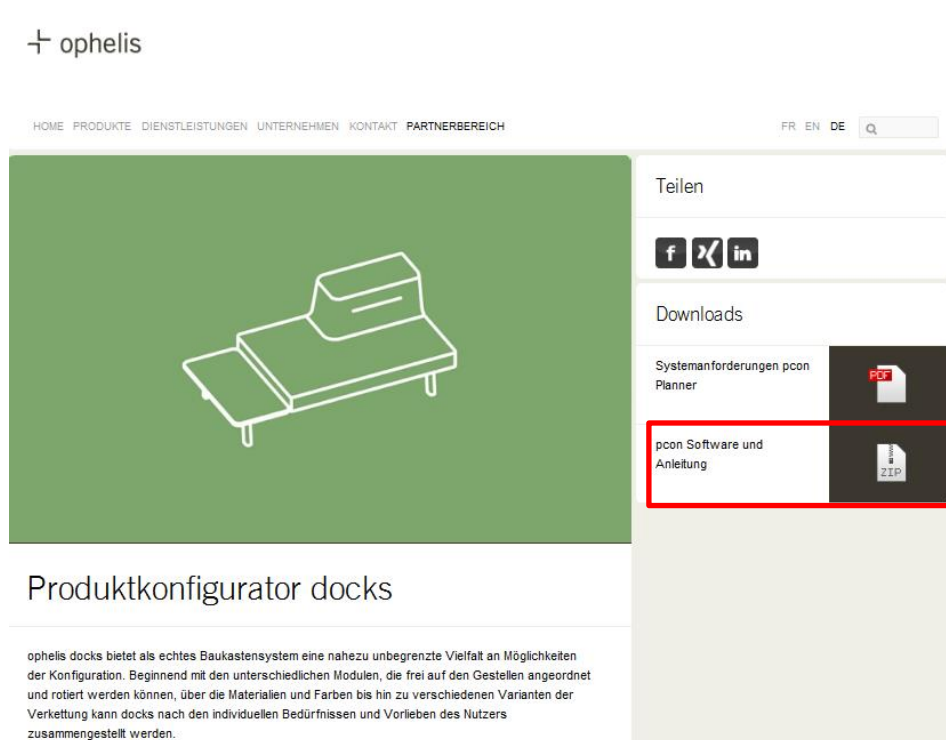 ophelis
HOME PRODUKTE DIENSTLEISTUNGEN UNTERNEHMEN KONTAKT PARTNERBEREICH
FR EN DE
Teilen
f X in
Downloads
Systemanforderungen pcon
Planner
PDF
pcon Software und
Anleitung
ZIP
Produktkonfigurator docks
ophelis docks bietet als echtes Baukastensystem eine nahezu unbegrenzte Vielfalt an Möglichkeiten
der Konfiguration. Beginnend mit den unterschiedlichen Modulen, die frei auf den Gestellen angeordnet
und rotiert werden können, über die Materialien und Farben bis hin zu verschiedenen Varianten der
Verkettung kann docks nach den individuellen Bedürfnissen und Vorlieben des Nutzers
zusammengestellt werden.